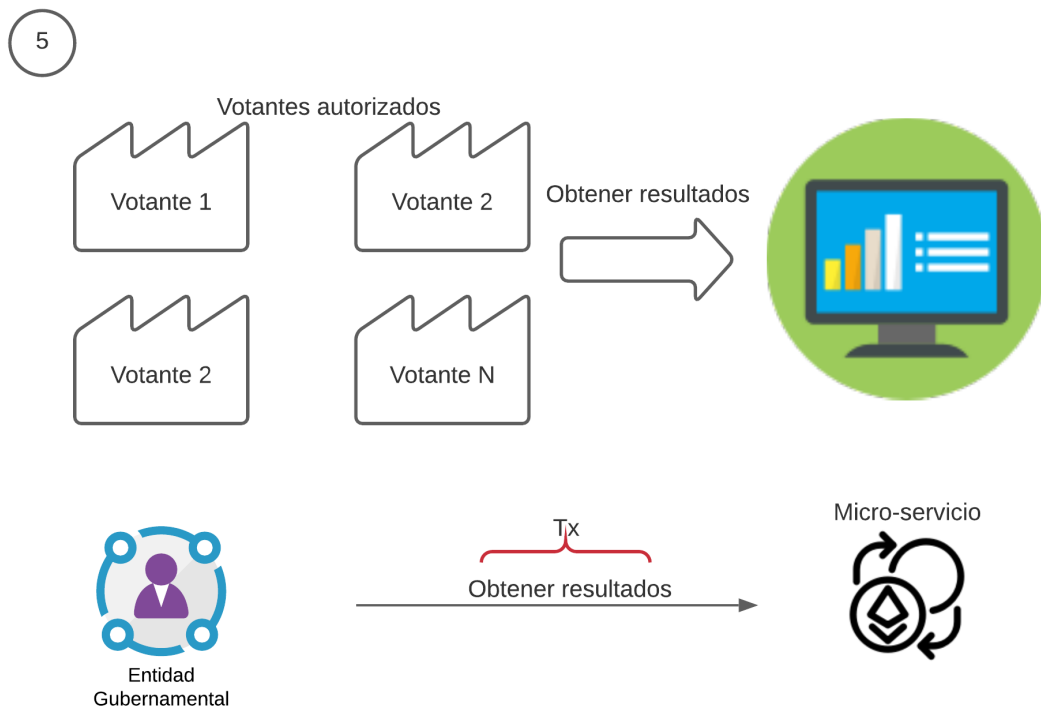 5
Votantes autorizados
Votante 1
Votante 2
Obtener resultados
Votante 2
Votante N
Tx
Obtener resultados
Micro-servicio
Entidad
Gubernamental